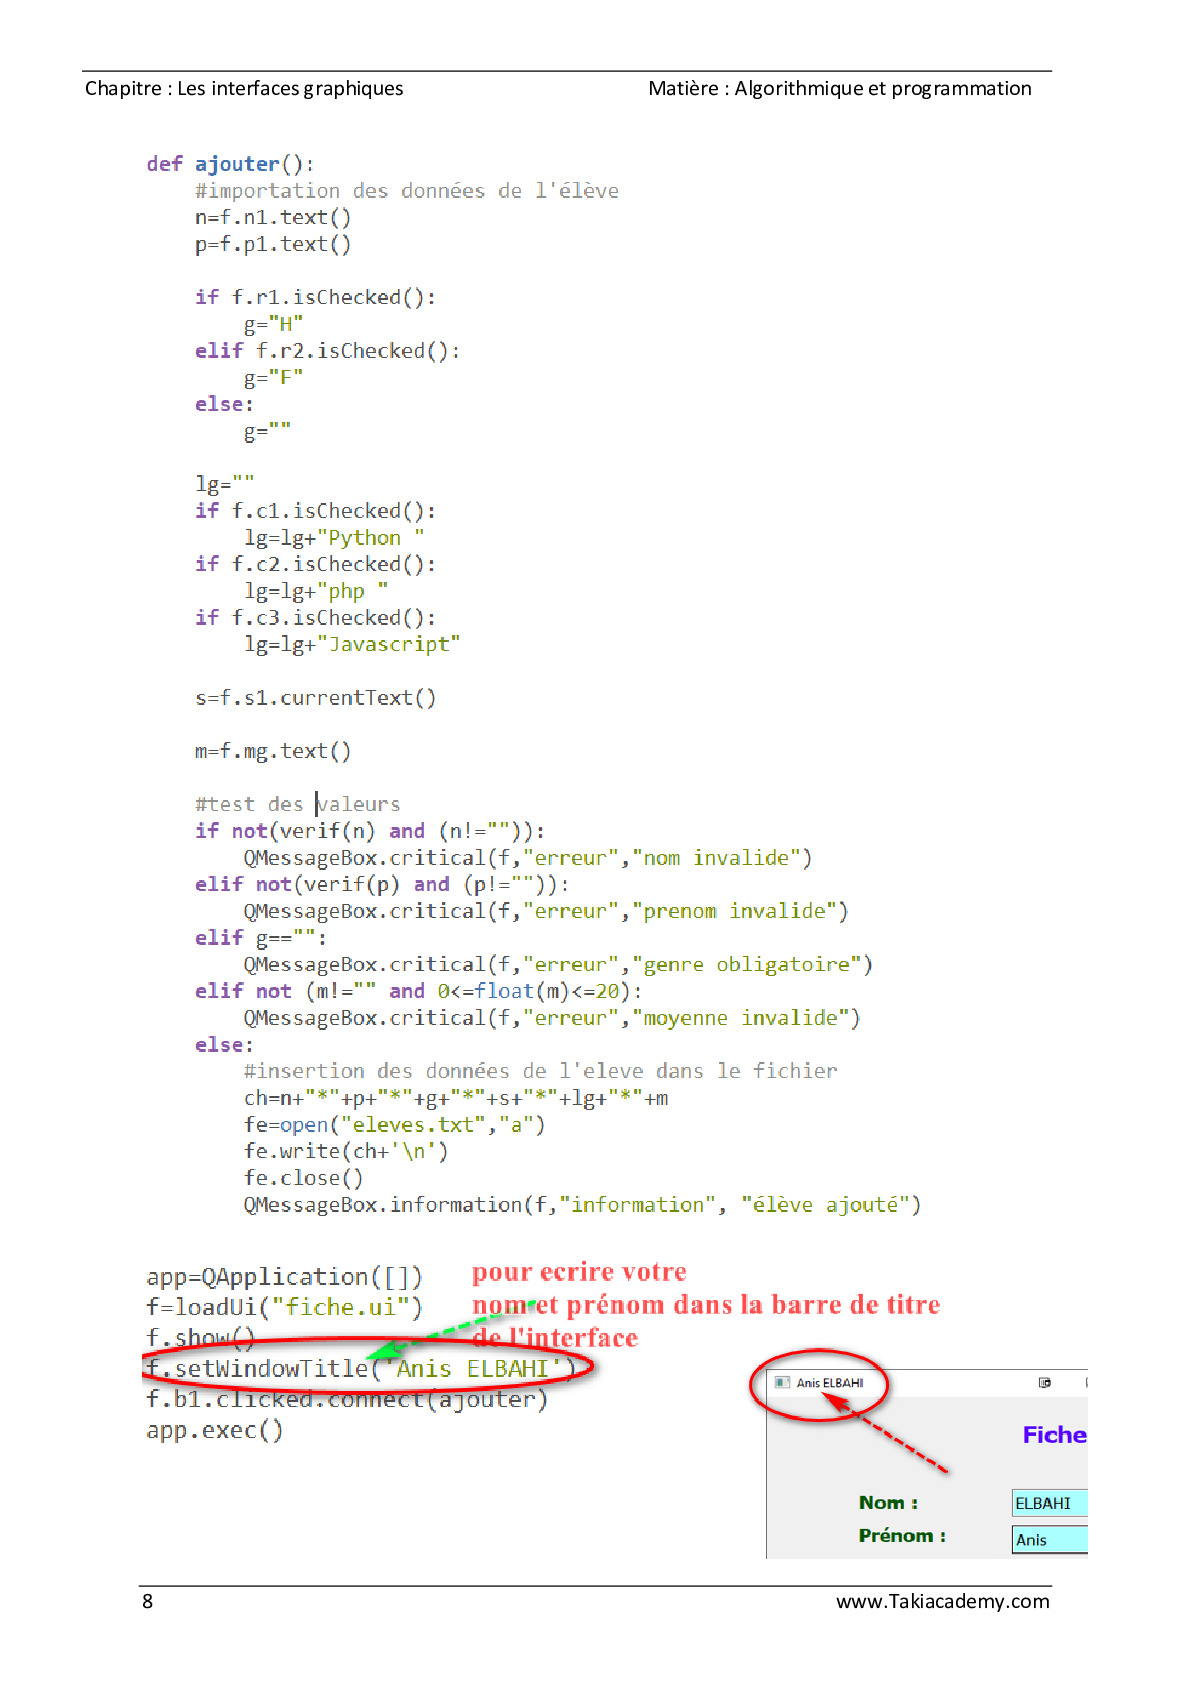 Chapitre : Les interfaces graphiques Matière : Algorithmique et programmation
def ajouter():
#importation des données de l'élève
n=f.n1.text()
p=f.p1.text()
if f.r1.isChecked():
g="H"
elif f.r2.isChecked():
g="F"
else:
g=""
lg=""
if f.c1.isChecked():
lg=lg+"Python "
if f.c2.isChecked():
lg=lg+"php "
if f.c3.isChecked():
lg=lg+"Javascript"
s=f.s1.currentText()
m=f.mg.text()
#test des valeurs
if not(verif(n) and (n!="")):
QMessageBox.critical(f,"erreur","nom invalide")
elif not(verif(p) and (p!="")):
QMessageBox.critical(f,"erreur","prenom invalide")
elif g=="":
QMessageBox.critical(f,"erreur","genre obligatoire")
elif not (m!="" and 0<=float(m)<=20):
QMessageBox.critical(f,"erreur","moyenne invalide")
else:
#insertion des données de l'eleve dans le fichier
ch=n+"*"+p+"*"+g+"*"+s+"*"+lg+"*"+m
fe=open("eleves.txt","a")
fe.write(ch+'\n')
fe.close()
QMessageBox.information(f,"information", "élève ajouté")
app=QApplication([])
f=loadUi("fiche.ui")
f.show()
f.setWindowTitle('Anis ELBAHI')
f.b1.clicked.connect(ajouter)
app.exec()
pour ecrire votre
nom et prénom dans la barre de titre
de l'interface
Anis ELBAHI
Fiche
Nom : ELBAHI
Prénom : Anis
8 www.Takiacademy.com